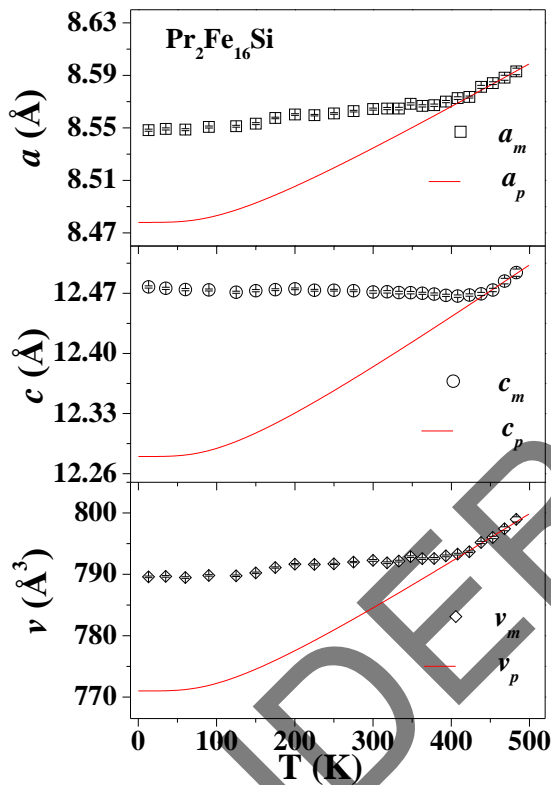 Pr₂Fe₁₆Si
8.63
8.59
8.55
8.51
8.47
a (Å)
aₘ
aₚ
12.47
12.40
12.33
12.26
c (Å)
cₘ
cₚ
800
790
780
770
v (Å³)
vₘ
vₚ
0 100 200 300 400 500
T (K)